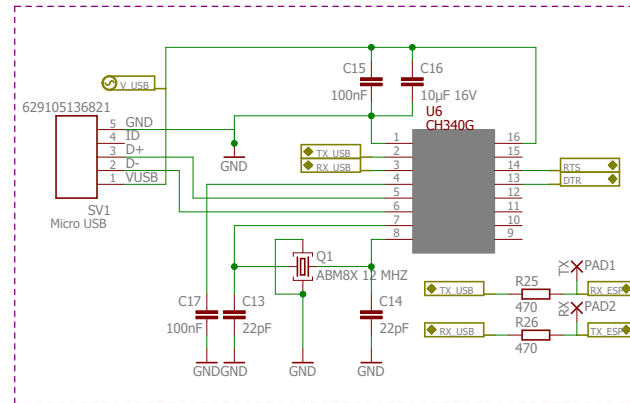 V_USB
C15
100nF
C16
10µF 16V
U6
CH340G
629105136821
5 GND
4 ID
3 D+
2 D-
1 VUSB
SV1
Micro USB
GND
TX_USB
RX_USB
1
2
3
4
5
6
7
8
16
15
14
13
12
11
10
9
RTS
DTR
Q1
ABM8X 12 MHZ
C17
100nF
C13
22pF
C14
22pF
GND
GND
GND
GND
TX_USB
R25
470
TX
PAD1
RX_ESP
RX_USB
R26
470
RX
PAD2
TX_ESP